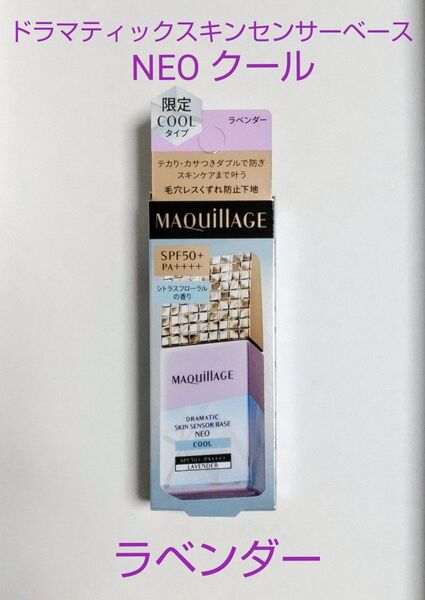 ドラマティックスキンセンサーベース
NEO クール
限定
COOL
タイプ
ラベンダー
テカリ・カサつきダブルで防ぎ
スキンケアまで叶う
毛穴レスくずれ防止下地
MAQuillAGE
SPF50+
PA++++
シトラスフローラル
の香り
MAQuillAGE
DRAMATIC
SKIN SENSOR BASE
NEO
COOL
SPF50+・PA++++
LAVENDER
ラベンダー